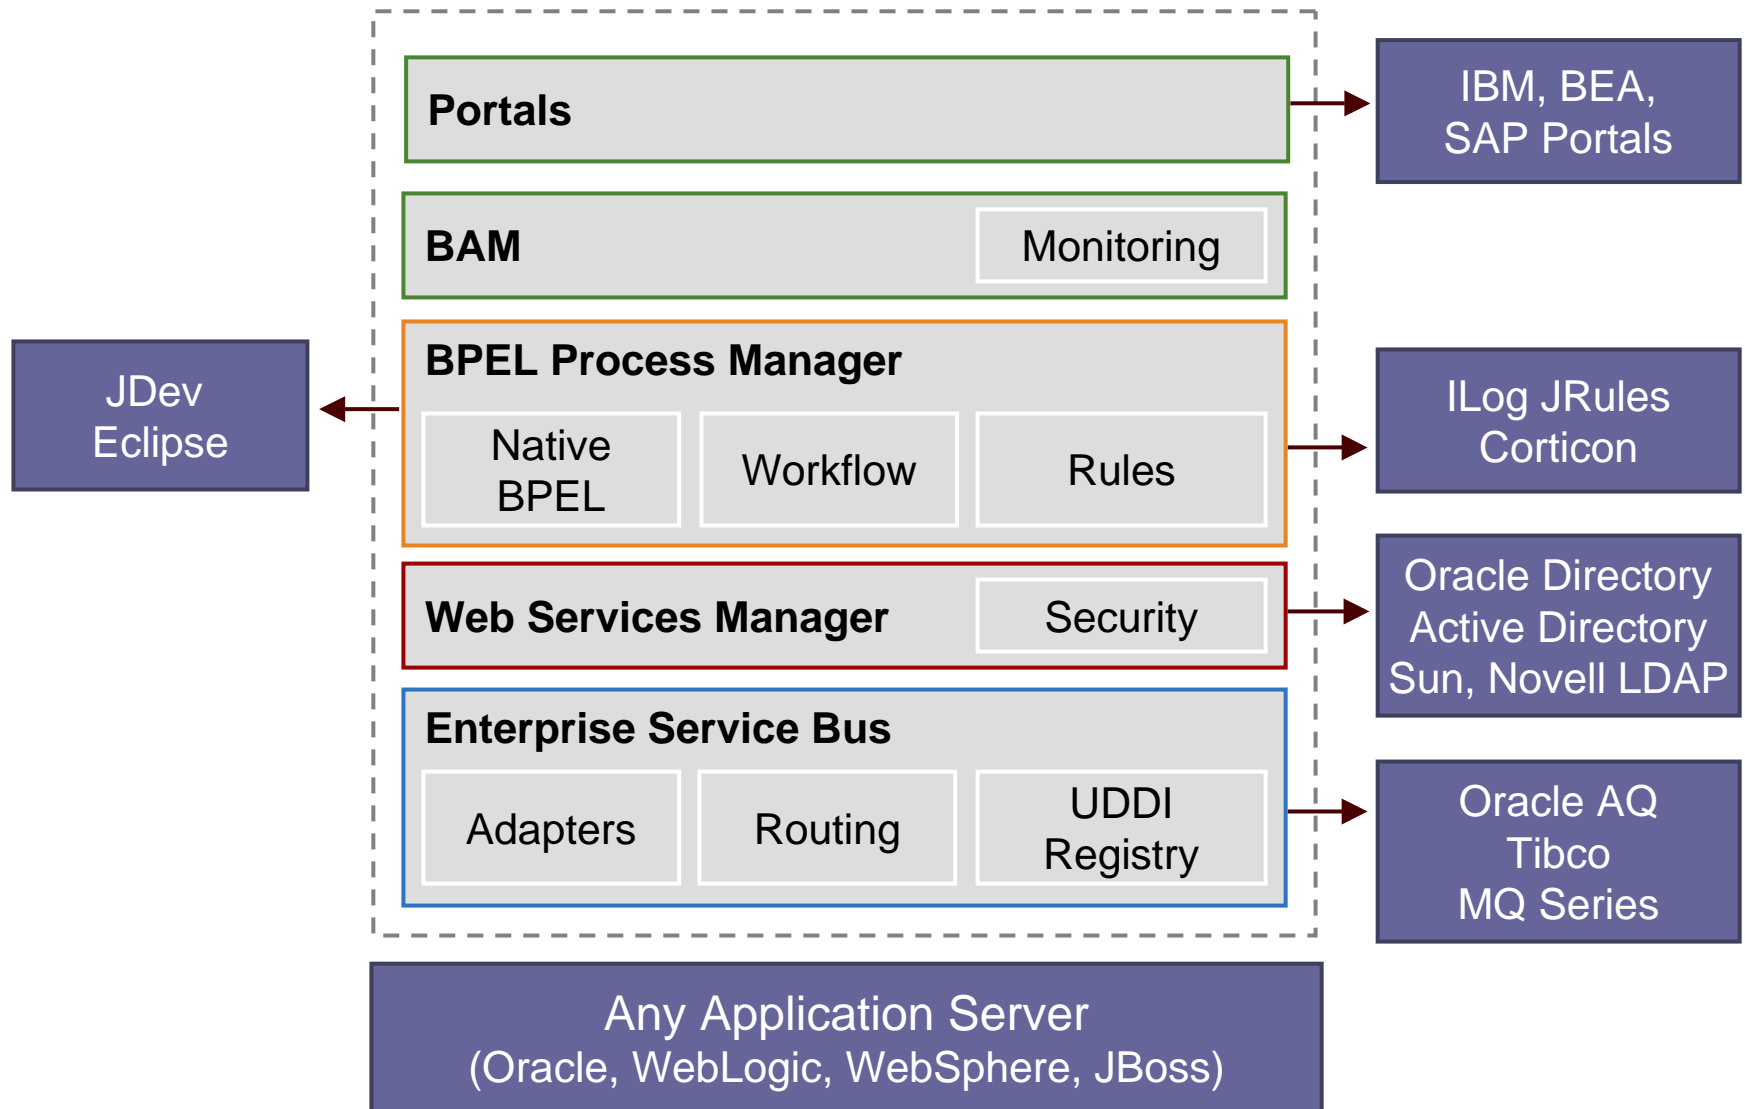 Portals
IBM, BEA,
SAP Portals
BAM
Monitoring
JDev
Eclipse
BPEL Process Manager
Native
BPEL
Workflow
Rules
ILog JRules
Corticon
Web Services Manager
Security
Oracle Directory
Active Directory
Sun, Novell LDAP
Enterprise Service Bus
Adapters
Routing
UDDI
Registry
Oracle AQ
Tibco
MQ Series
Any Application Server
(Oracle, WebLogic, WebSphere, JBoss)